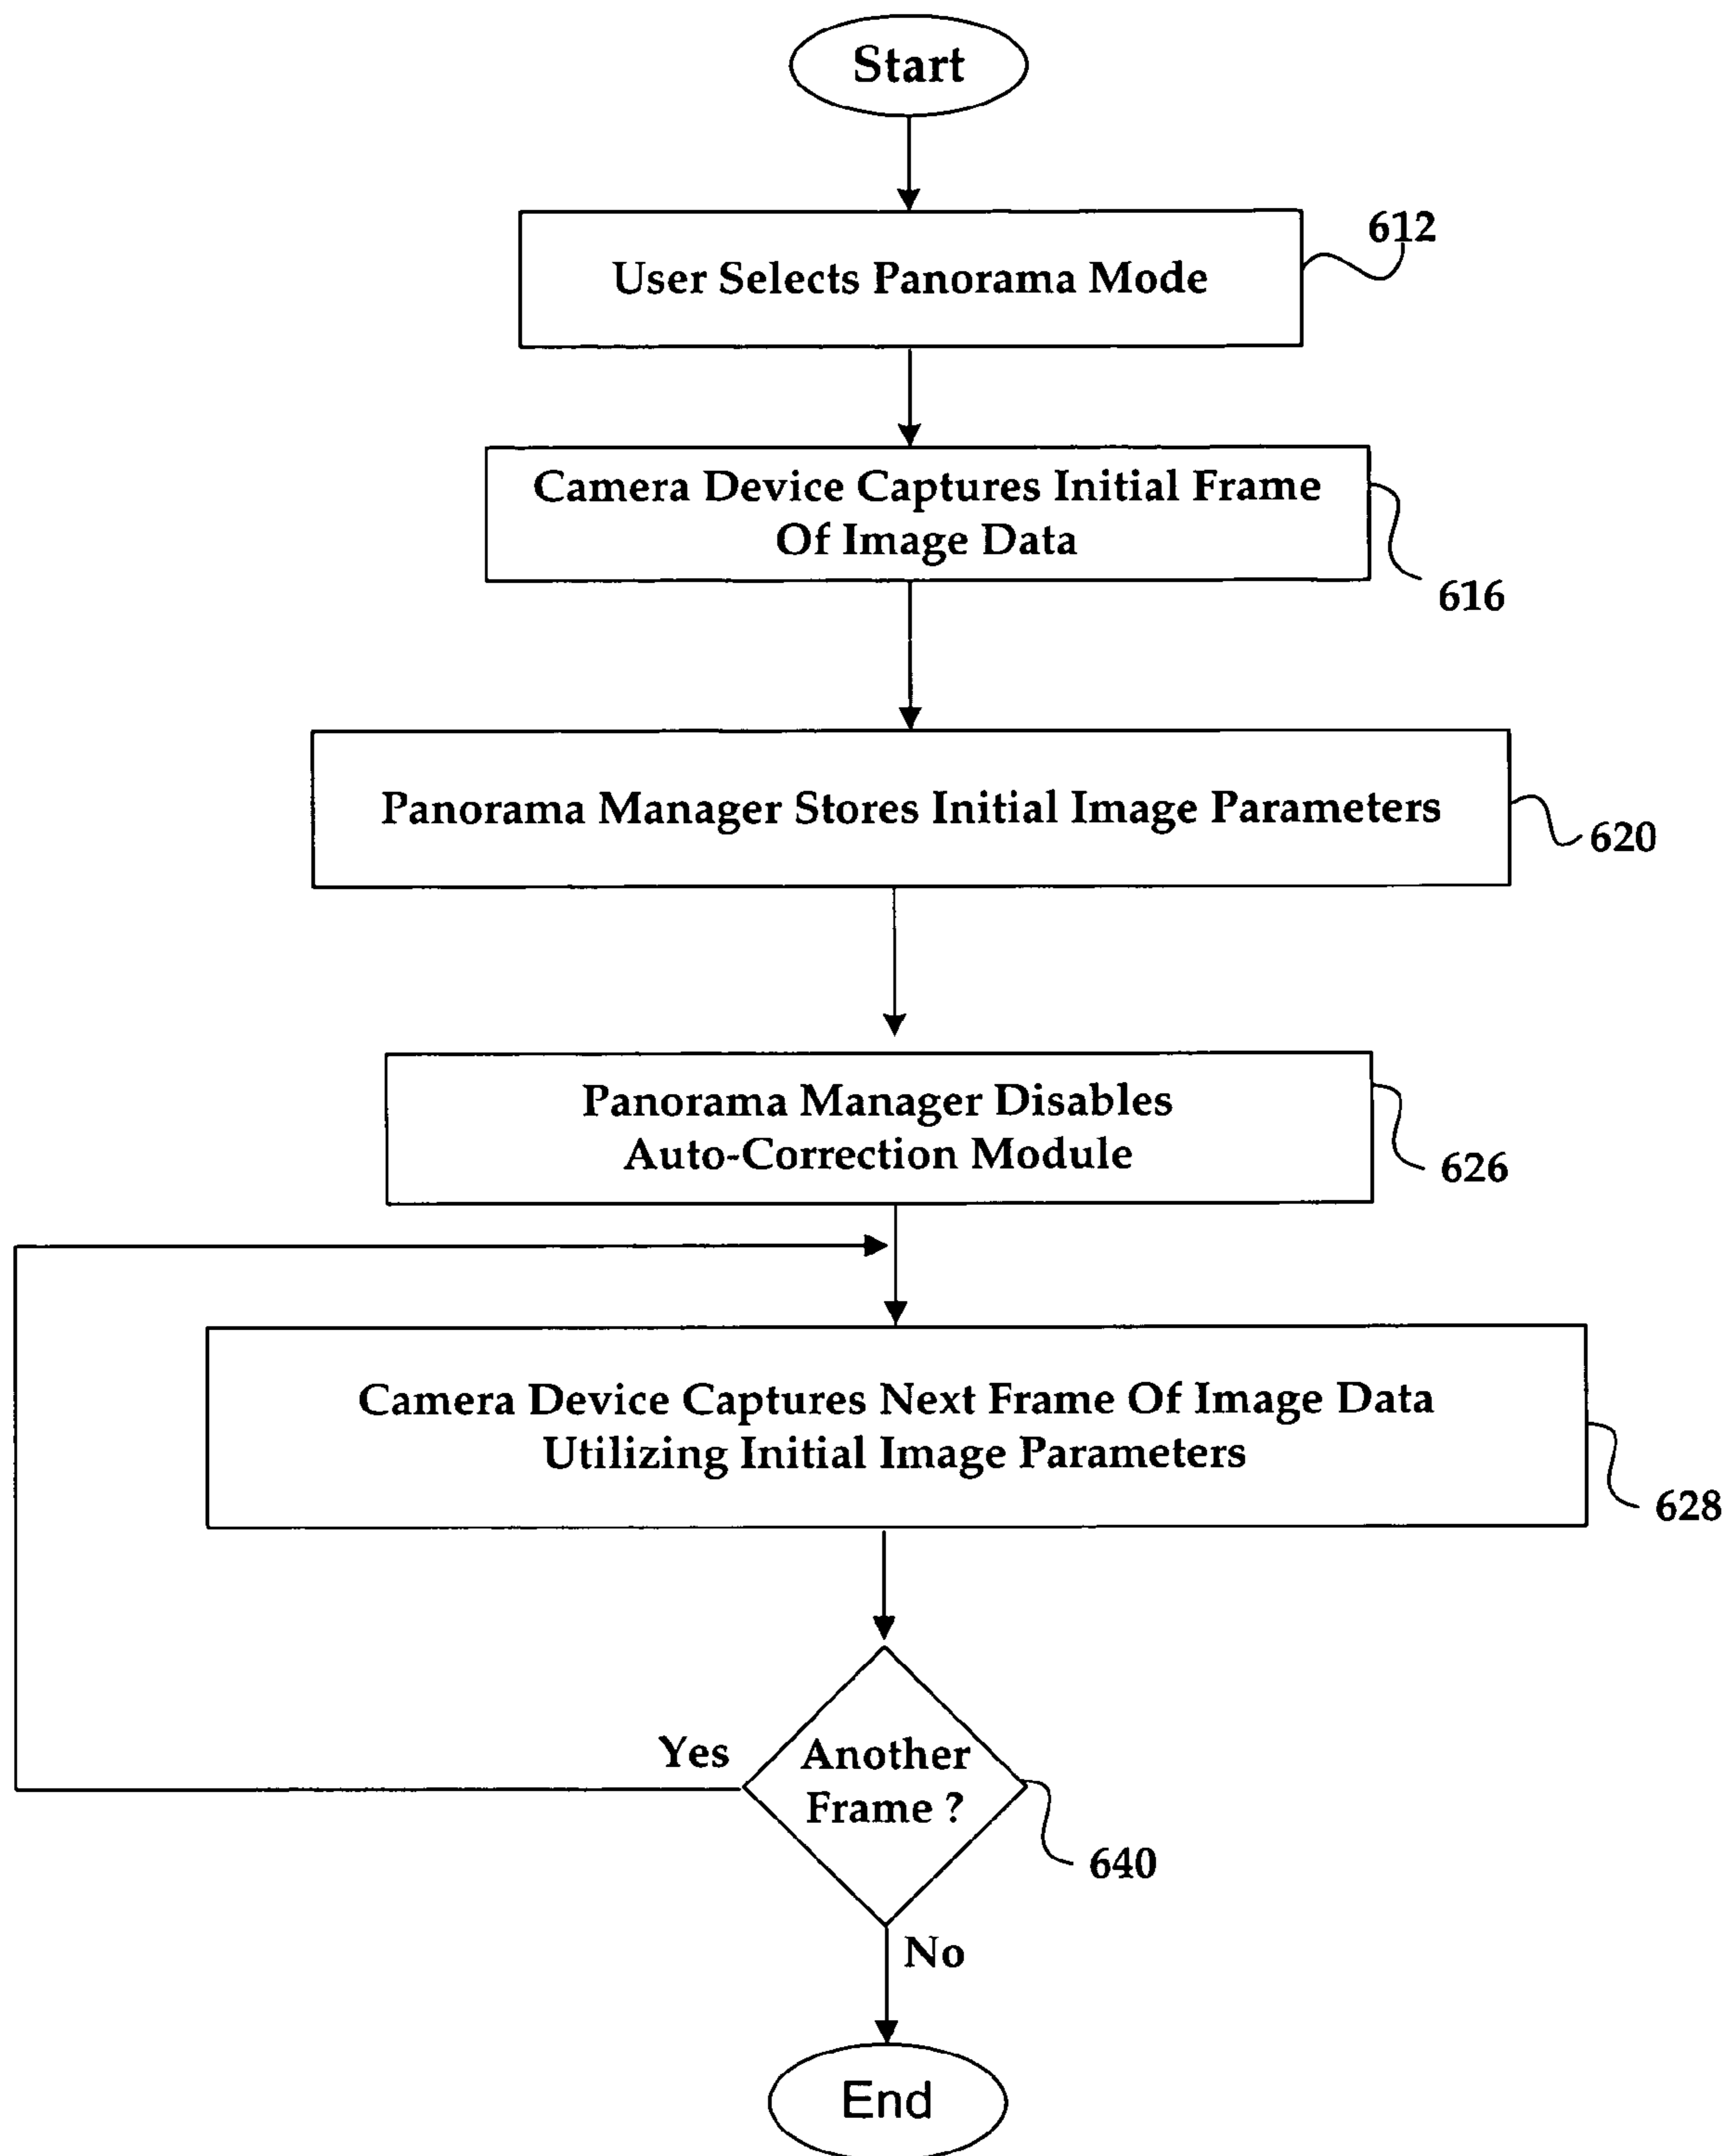 Start
User Selects Panorama Mode
612
Camera Device Captures Initial Frame
Of Image Data
616
Panorama Manager Stores Initial Image Parameters
620
Panorama Manager Disables
Auto-Correction Module
626
Camera Device Captures Next Frame Of Image Data
Utilizing Initial Image Parameters
628
Yes
Another
Frame ?
640
No
End